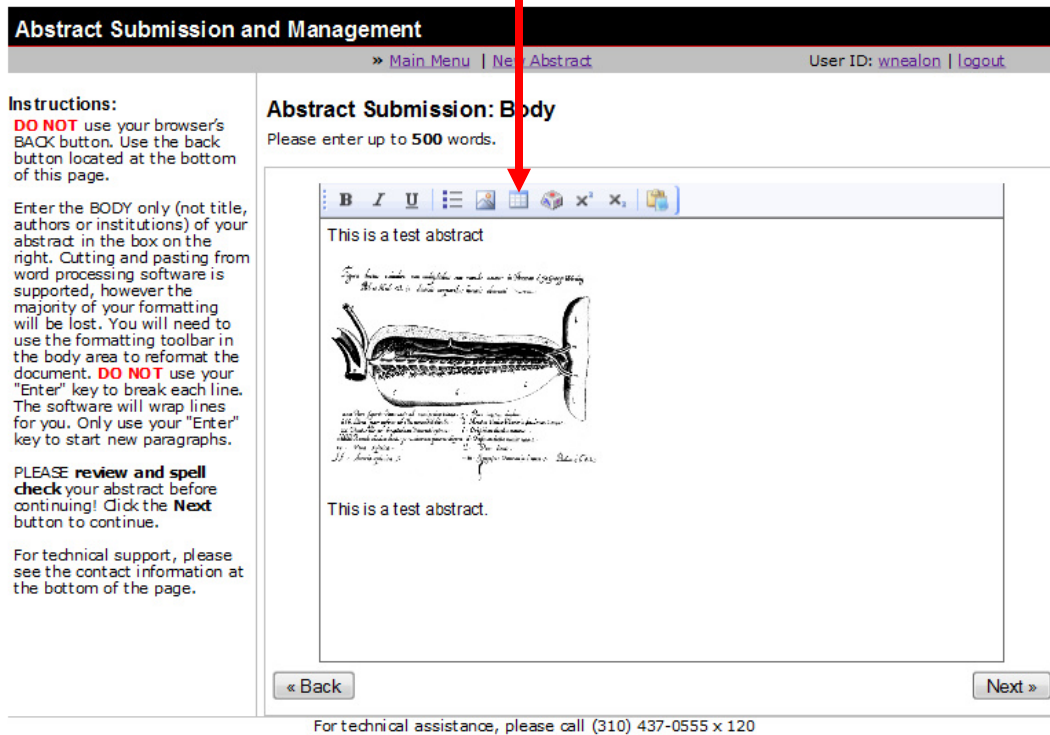 Abstract Submission and Management
» Main Menu | New Abstract User ID: wnealon | logout
Instructions:
DO NOT use your browser's
BACK button. Use the back
button located at the bottom
of this page.
Enter the BODY only (not title,
authors or institutions) of your
abstract in the box on the
right. Cutting and pasting from
word processing software is
supported, however the
majority of your formatting
will be lost. You will need to
use the formatting toolbar in
the body area to reformat the
document. DO NOT use your
"Enter" key to break each line.
The software will wrap lines
for you. Only use your "Enter"
key to start new paragraphs.
PLEASE review and spell
check your abstract before
continuing! Click the Next
button to continue.
For technical support, please
see the contact information at
the bottom of the page.
Abstract Submission: Body
Please enter up to 500 words.
B I U x² x₂
This is a test abstract
This is a test abstract.
« Back
Next »
For technical assistance, please call (310) 437-0555 x 120